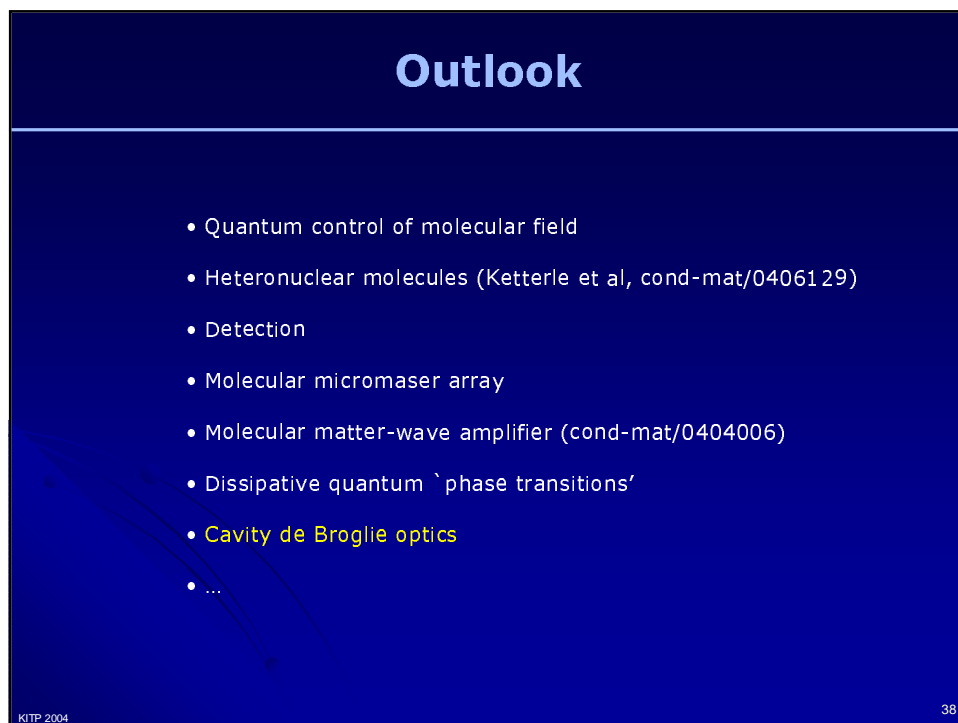 Outlook
• Quantum control of molecular field
• Heteronuclear molecules (Ketterle et al, cond-mat/0406129)
• Detection
• Molecular micromaser array
• Molecular matter-wave amplifier (cond-mat/0404006)
• Dissipative quantum `phase transitions’
• Cavity de Broglie optics
• …
KITP 2004
38